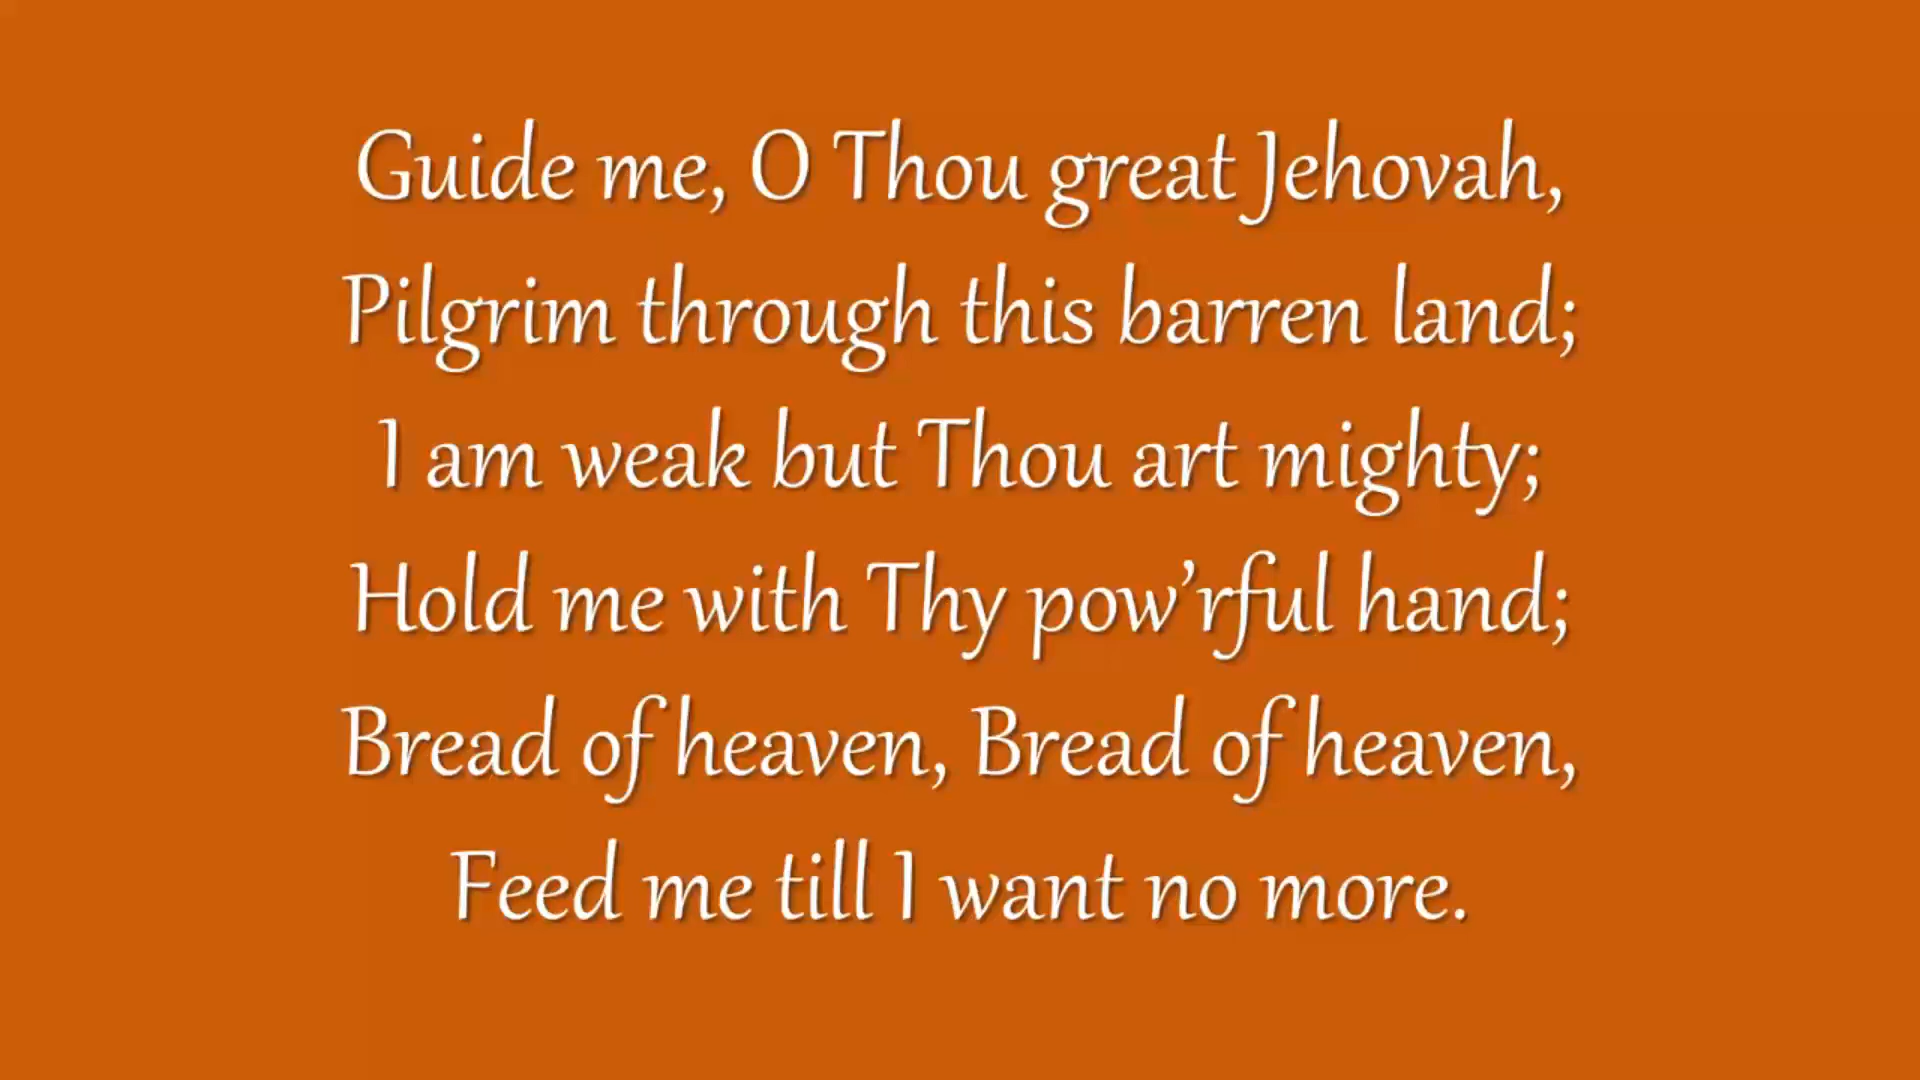 Guide me, O Thou great Jehovah,
Pilgrim through this barren land;
I am weak but Thou art mighty;
Hold me with Thy pow’rful hand;
Bread of heaven, Bread of heaven,
Feed me till I want no more.